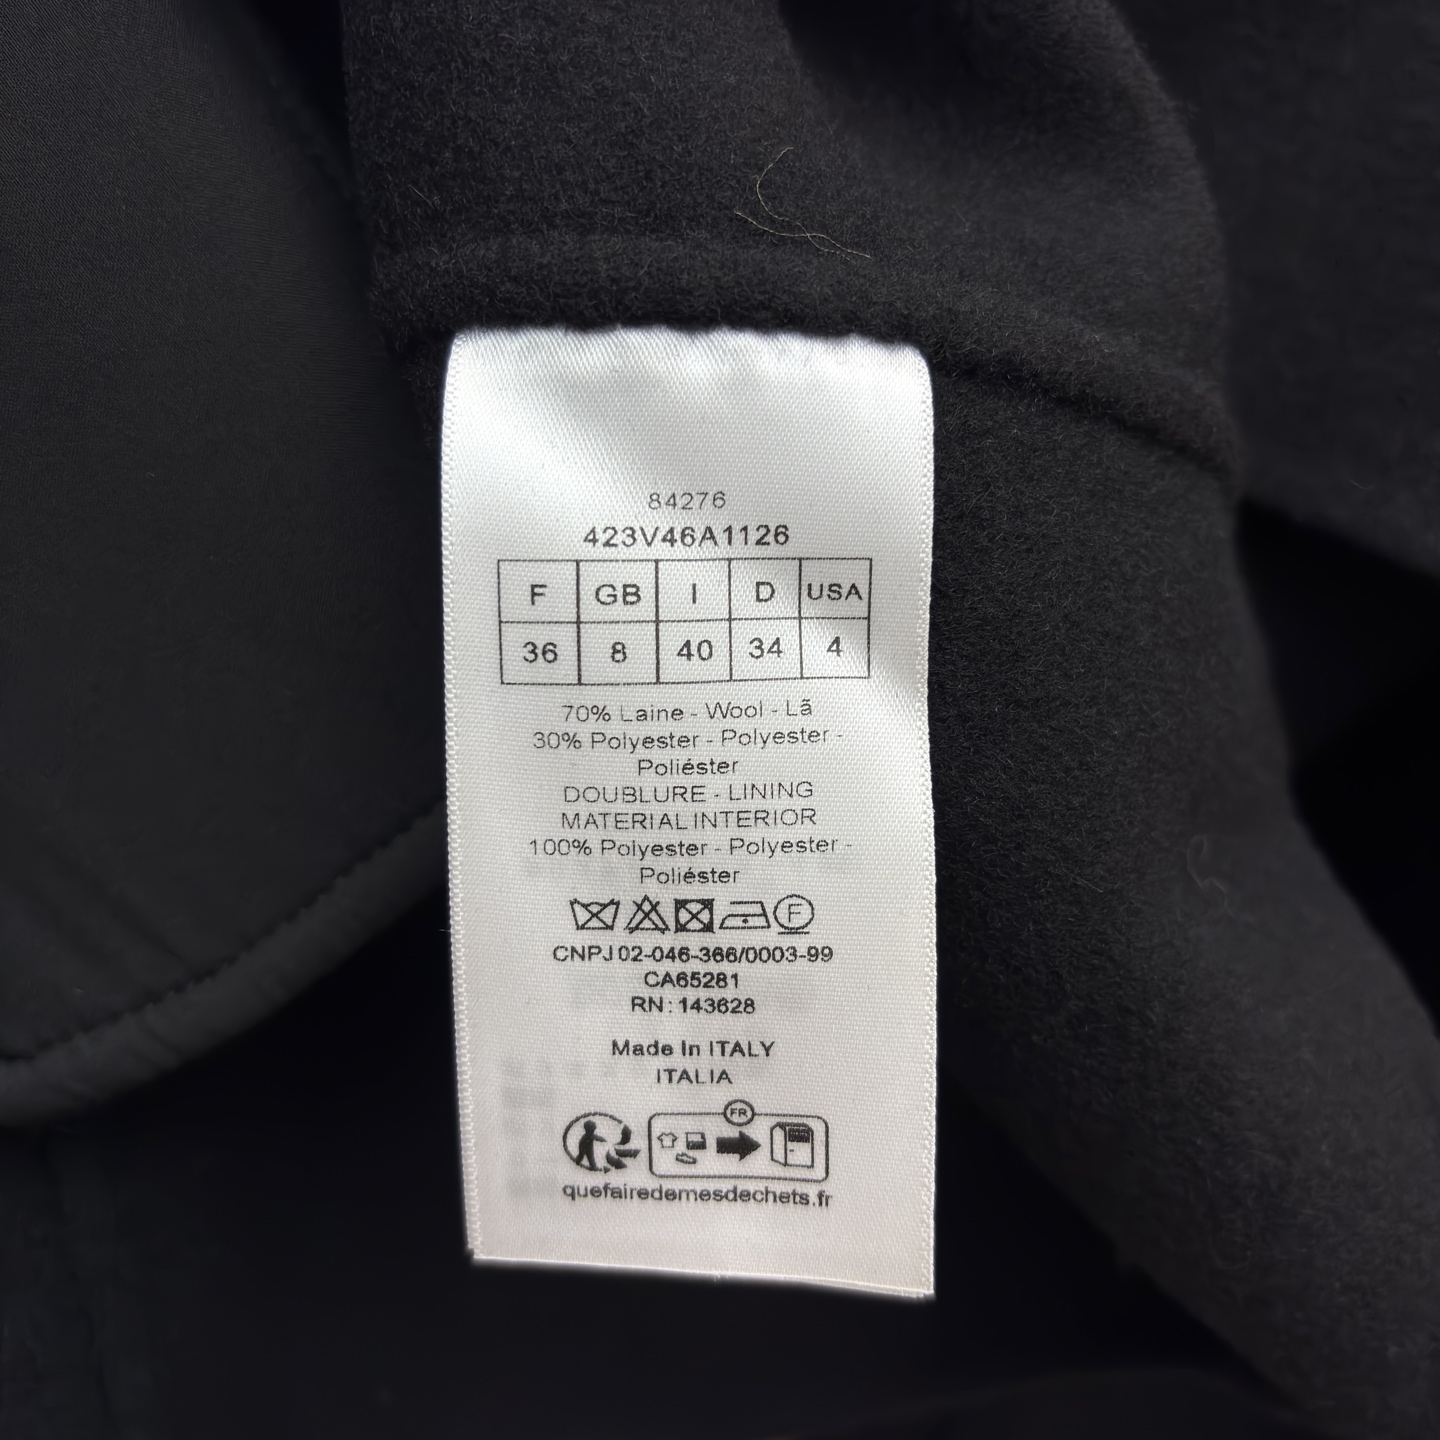 84276
423V46A1126
F GB I D USA
36 8 40 34 4
70% Laine - Wool - Lã
30% Polyester - Polyester -
Poliéster
DOUBLURE - LINING
MATERIAL INTERIOR
100% Polyester - Polyester -
Poliéster
F
CNPJ 02-046-366/0003-99
CA65281
RN: 143628
Made In ITALY
ITALIA
FR
quefairedemesdechets.fr